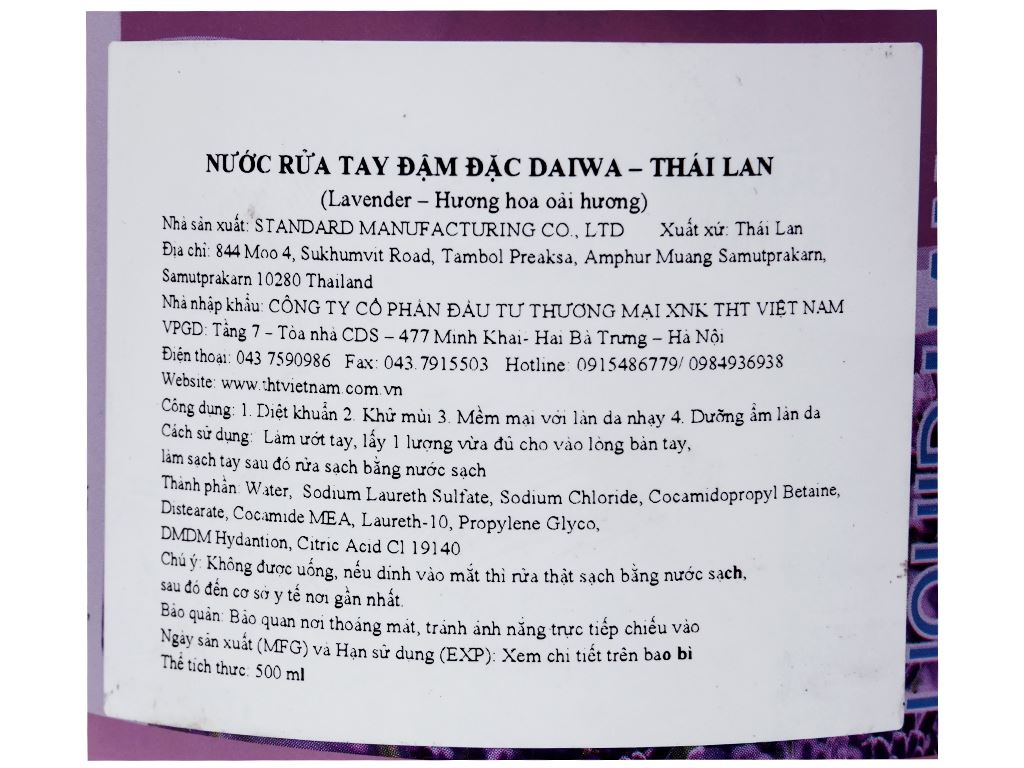 NƯỚC RỬA TAY ĐẬM ĐẶC DAIWA – THÁI LAN
(Lavender – Hương hoa oải hương)
Nhà sản xuất: STANDARD MANUFACTURING CO., LTD Xuất xứ: Thái Lan
Địa chỉ: 844 Moo 4, Sukhumvit Road, Tambol Preaksa, Amphur Muang Samutprakarn,
Samutprakarn 10280 Thailand
Nhà nhập khẩu: CÔNG TY CỔ PHẦN ĐẦU TƯ THƯƠNG MẠI XNK THT VIỆT NAM
VPGD: Tầng 7 – Tòa nhà CDS – 477 Minh Khai- Hai Bà Trưng – Hà Nội
Điện thoại: 043 7590986 Fax: 043.7915503 Hotline: 0915486779/ 0984936938
Website: www.thtvietnam.com.vn
Công dụng: 1. Diệt khuẩn 2. Khử mùi 3. Mềm mại với làn da nhạy 4. Dưỡng ẩm làn da
Cách sử dụng: Làm ướt tay, lấy 1 lượng vừa đủ cho vào lòng bàn tay,
làm sạch tay sau đó rửa sạch bằng nước sạch
Thành phần: Water, Sodium Laureth Sulfate, Sodium Chloride, Cocamidopropyl Betaine,
Distearate, Cocamide MEA, Laureth-10, Propylene Glyco,
DMDM Hydantion, Citric Acid Cl 19140
Chú ý: Không được uống, nếu dính vào mắt thì rửa thật sạch bằng nước sạch,
sau đó đến cơ sở y tế nơi gần nhất.
Bảo quản: Bảo quan nơi thoáng mát, tránh ánh nắng trực tiếp chiếu vào
Ngày sản xuất (MFG) và Hạn sử dụng (EXP): Xem chi tiết trên bao bì
Thể tích thực: 500 ml